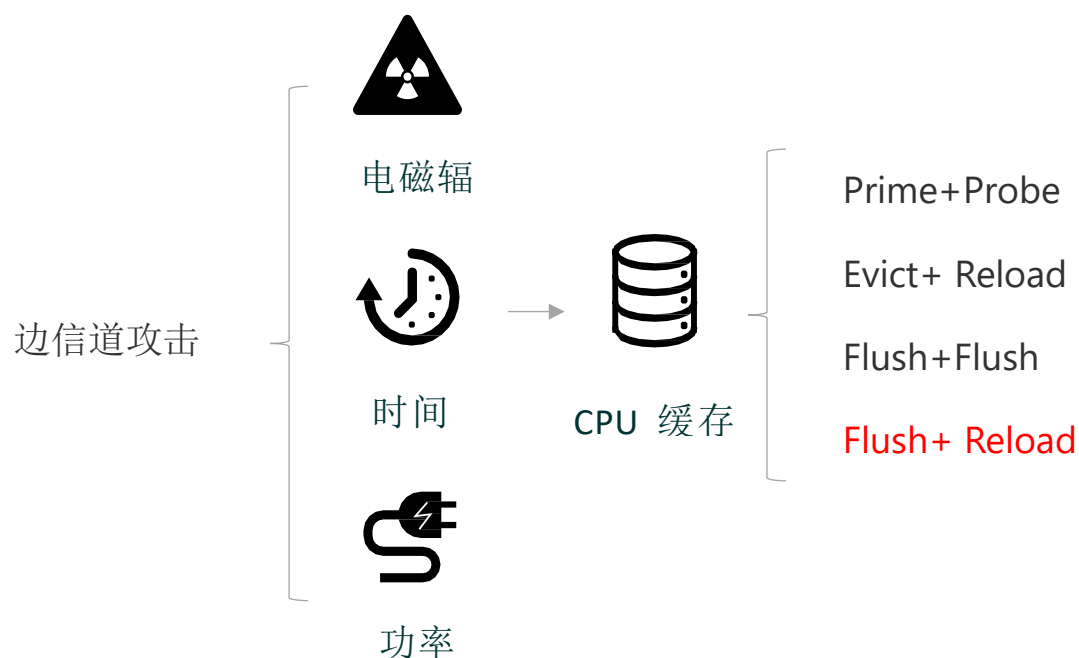 边信道攻击
电磁辐
时间
功率
CPU 缓存
Prime+Probe
Evict+ Reload
Flush+Flush
Flush+ Reload